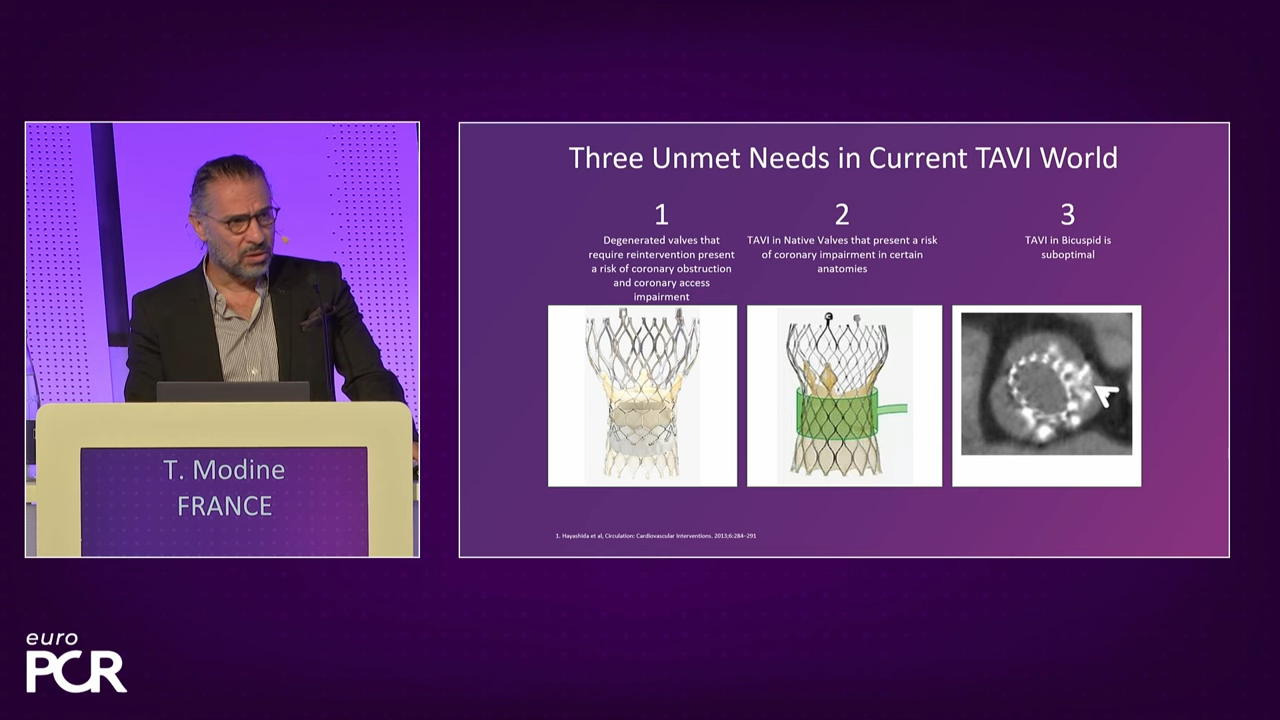 Three Unmet Needs in Current TAVI World
1
Degenerated valves that
require reintervention present
a risk of coronary obstruction
and coronary access
impairment
2
TAVI in Native Valves that present a risk
of coronary impairment in certain
anatomies
3
TAVI in Bicuspid is
suboptimal
1. Hayashida et al, Circulation: Cardiovascular Interventions. 2013;6:284–291
T. Modine
FRANCE
euro
PCR